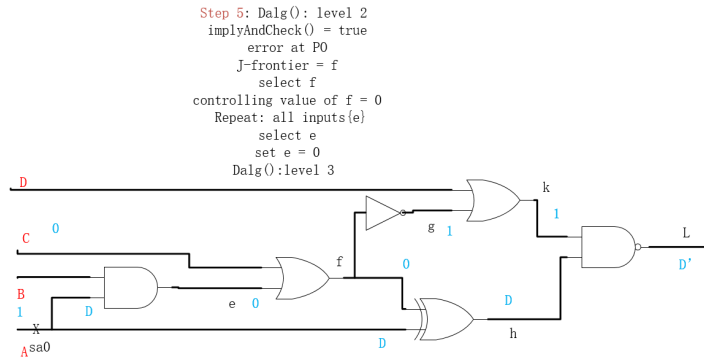 Step 5: Dalg(): level 2
implyAndCheck() = true
error at PO
J-frontier = f
select f
controlling value of f = 0
Repeat: all inputs{e}
select e
set e = 0
Dalg():level 3
D
k
1
C
0
g
1
L
D'
f
0
B
1
D
e
0
D
h
X
sa0
A
D